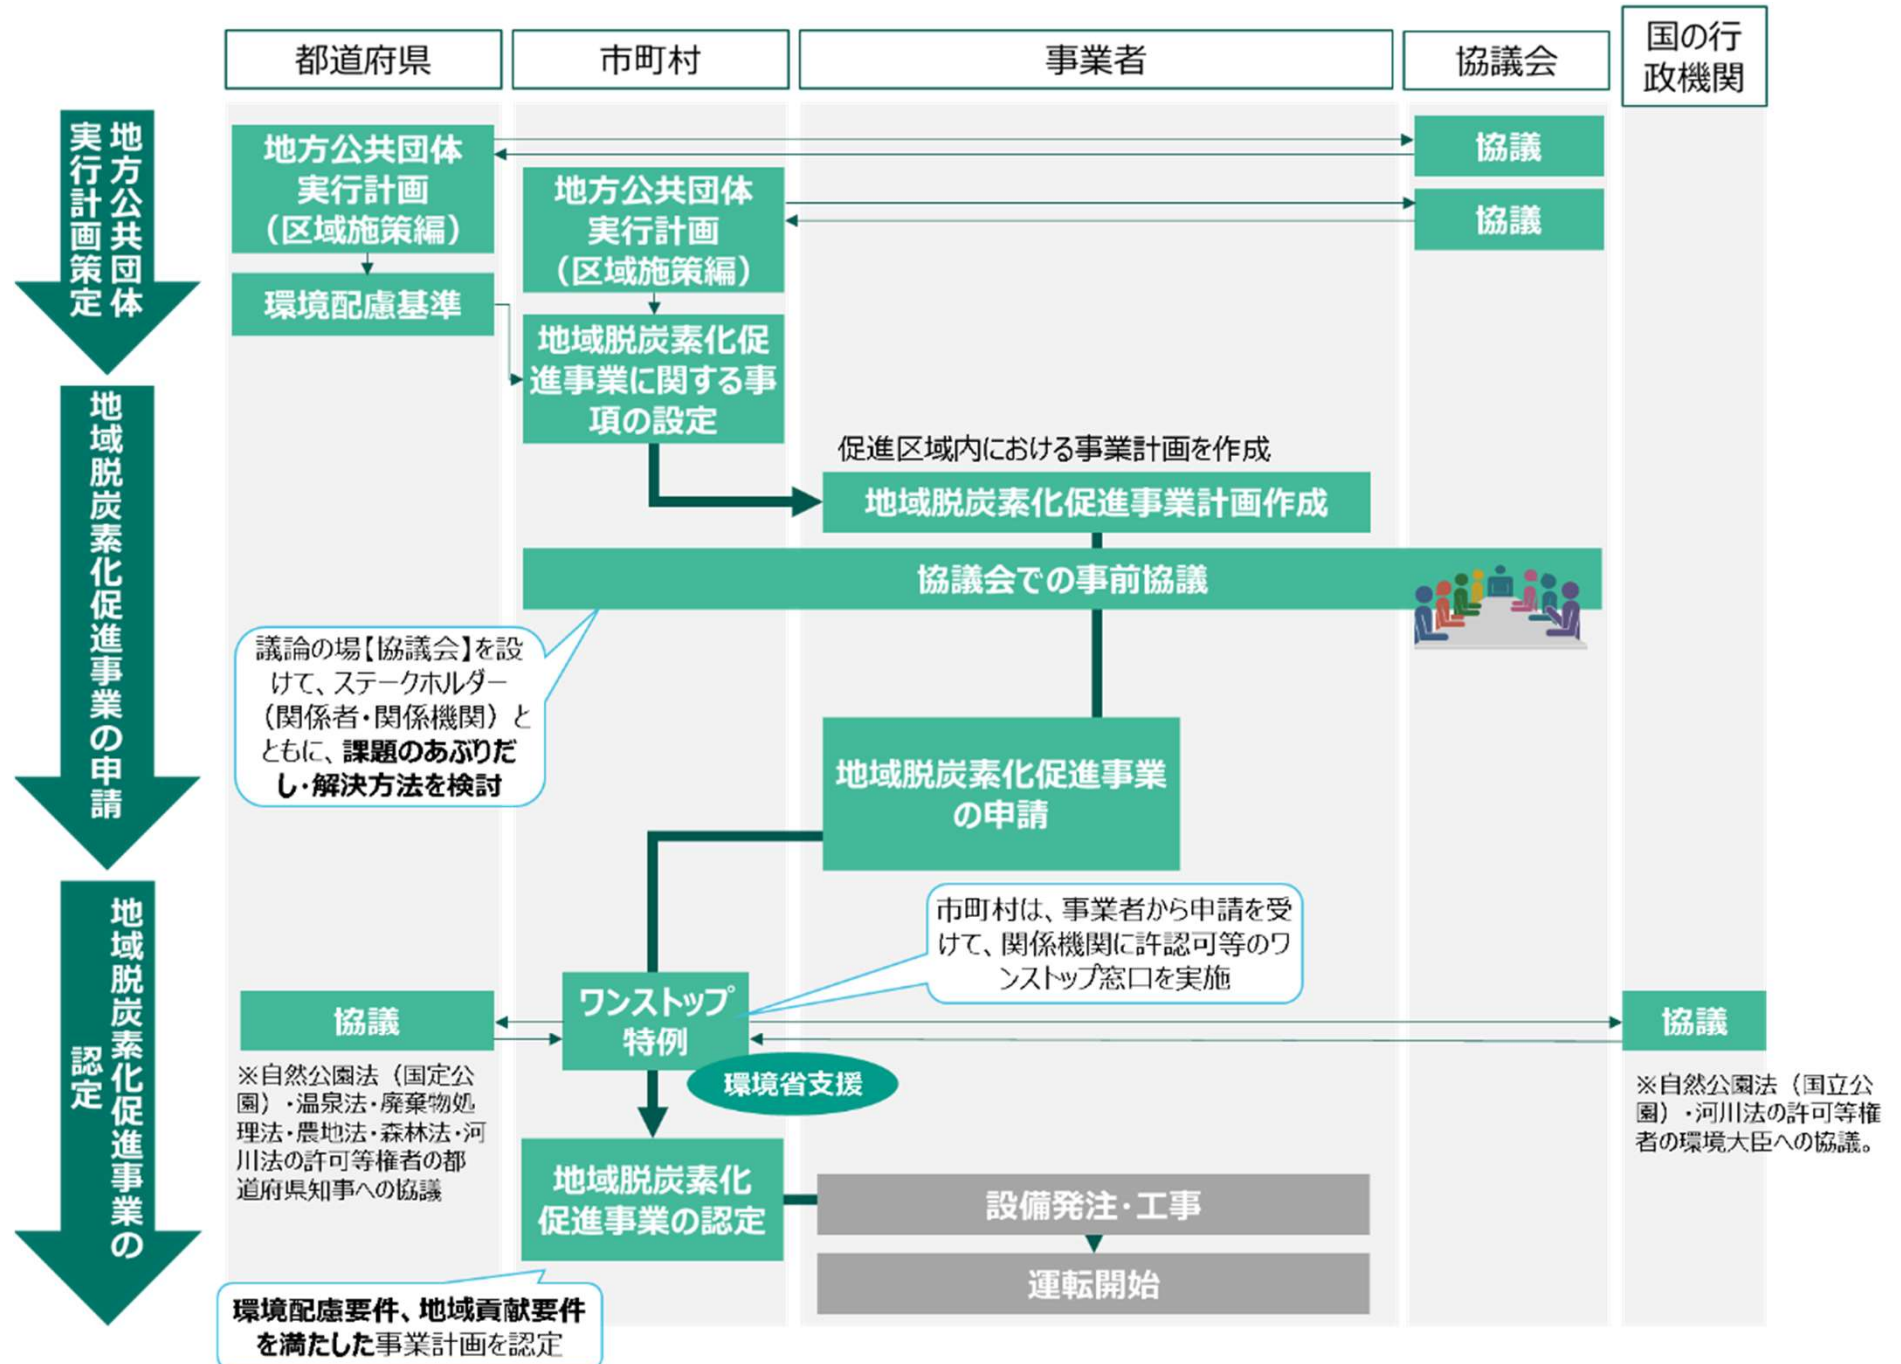 都道府県
市町村
事業者
協議会
国の行
政機関
地方公共団体
実行計画策定
地方公共団体
実行計画
（区域施策編）
環境配慮基準
地方公共団体
実行計画
（区域施策編）
地域脱炭素化促
進事業に関する事
項の設定
協議
協議
地域脱炭素化促進事業の申請
促進区域内における事業計画を作成
地域脱炭素化促進事業計画作成
協議会での事前協議
議論の場【協議会】を設
けて、ステークホルダー
（関係者・関係機関）と
ともに、課題のあぶりだ
し・解決方法を検討
地域脱炭素化促進事業
の申請
地域脱炭素化促進事業の
認定
市町村は、事業者から申請を受
けて、関係機関に許認可等のワ
ンストップ窓口を実施
協議
ワンストップ
特例
協議
環境省支援
※自然公園法（国定公
園）・温泉法・廃棄物処
理法・農地法・森林法・河
川法の許可等権者の都
道府県知事への協議
※自然公園法（国立公
園）・河川法の許可等権
者の環境大臣への協議。
地域脱炭素化
促進事業の認定
設備発注・工事
運転開始
環境配慮要件、地域貢献要件
を満たした事業計画を認定